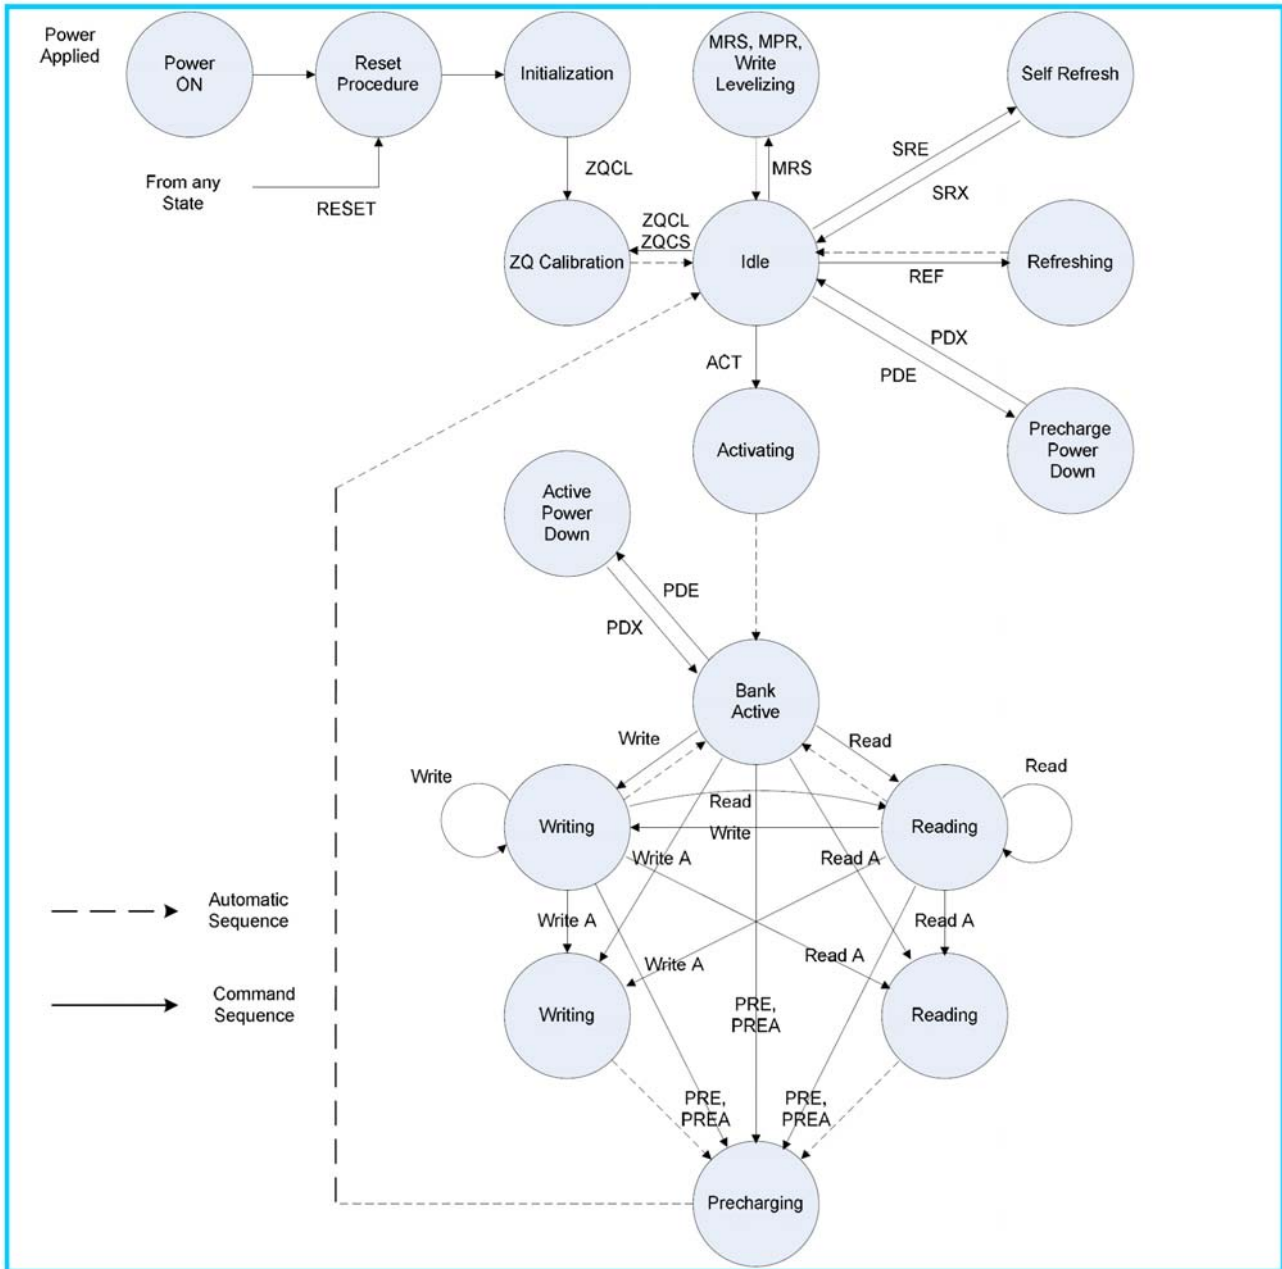 Power
Applied
Power
ON
Reset
Procedure
Initialization
MRS, MPR,
Write
Levelizing
Self Refresh
From any
State
RESET
ZQCL
MRS
SRE
SRX
ZQCL
ZQCS
ZQ Calibration
Idle
REF
Refreshing
ACT
PDX
PDE
Activating
Precharge
Power
Down
Active
Power
Down
PDE
PDX
Bank
Active
Write
Read
Write
Read
Read
Write
Writing
Reading
Write A
Read A
Automatic
Sequence
Write A
Read A
Write A
Read A
Command
Sequence
PRE,
PREA
Writing
Reading
PRE,
PREA
PRE,
PREA
Precharging